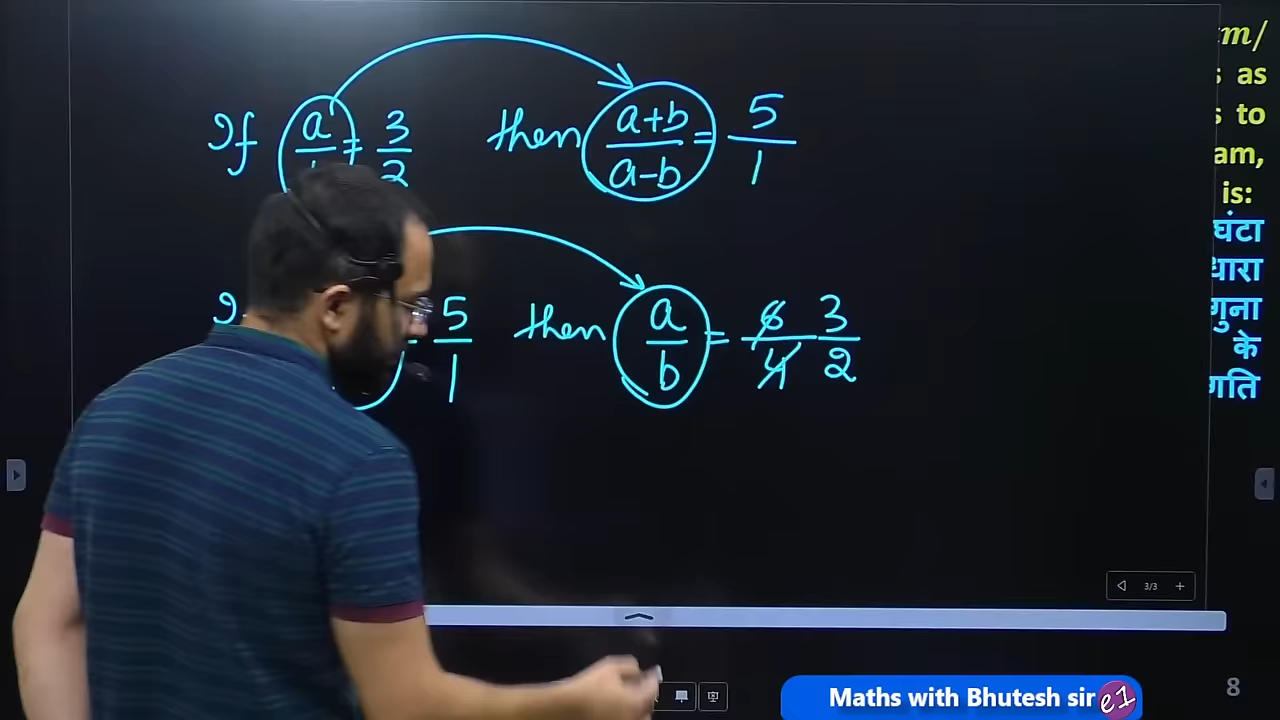 If a = 3/2 then a+b/a-b = 5/1
5/1 then a/b = 6/4 3/2
m/
s as
s to
am,
is:
घंटा
धारा
गुना
के
गति
3/3
Maths with Bhutesh sir e1
8